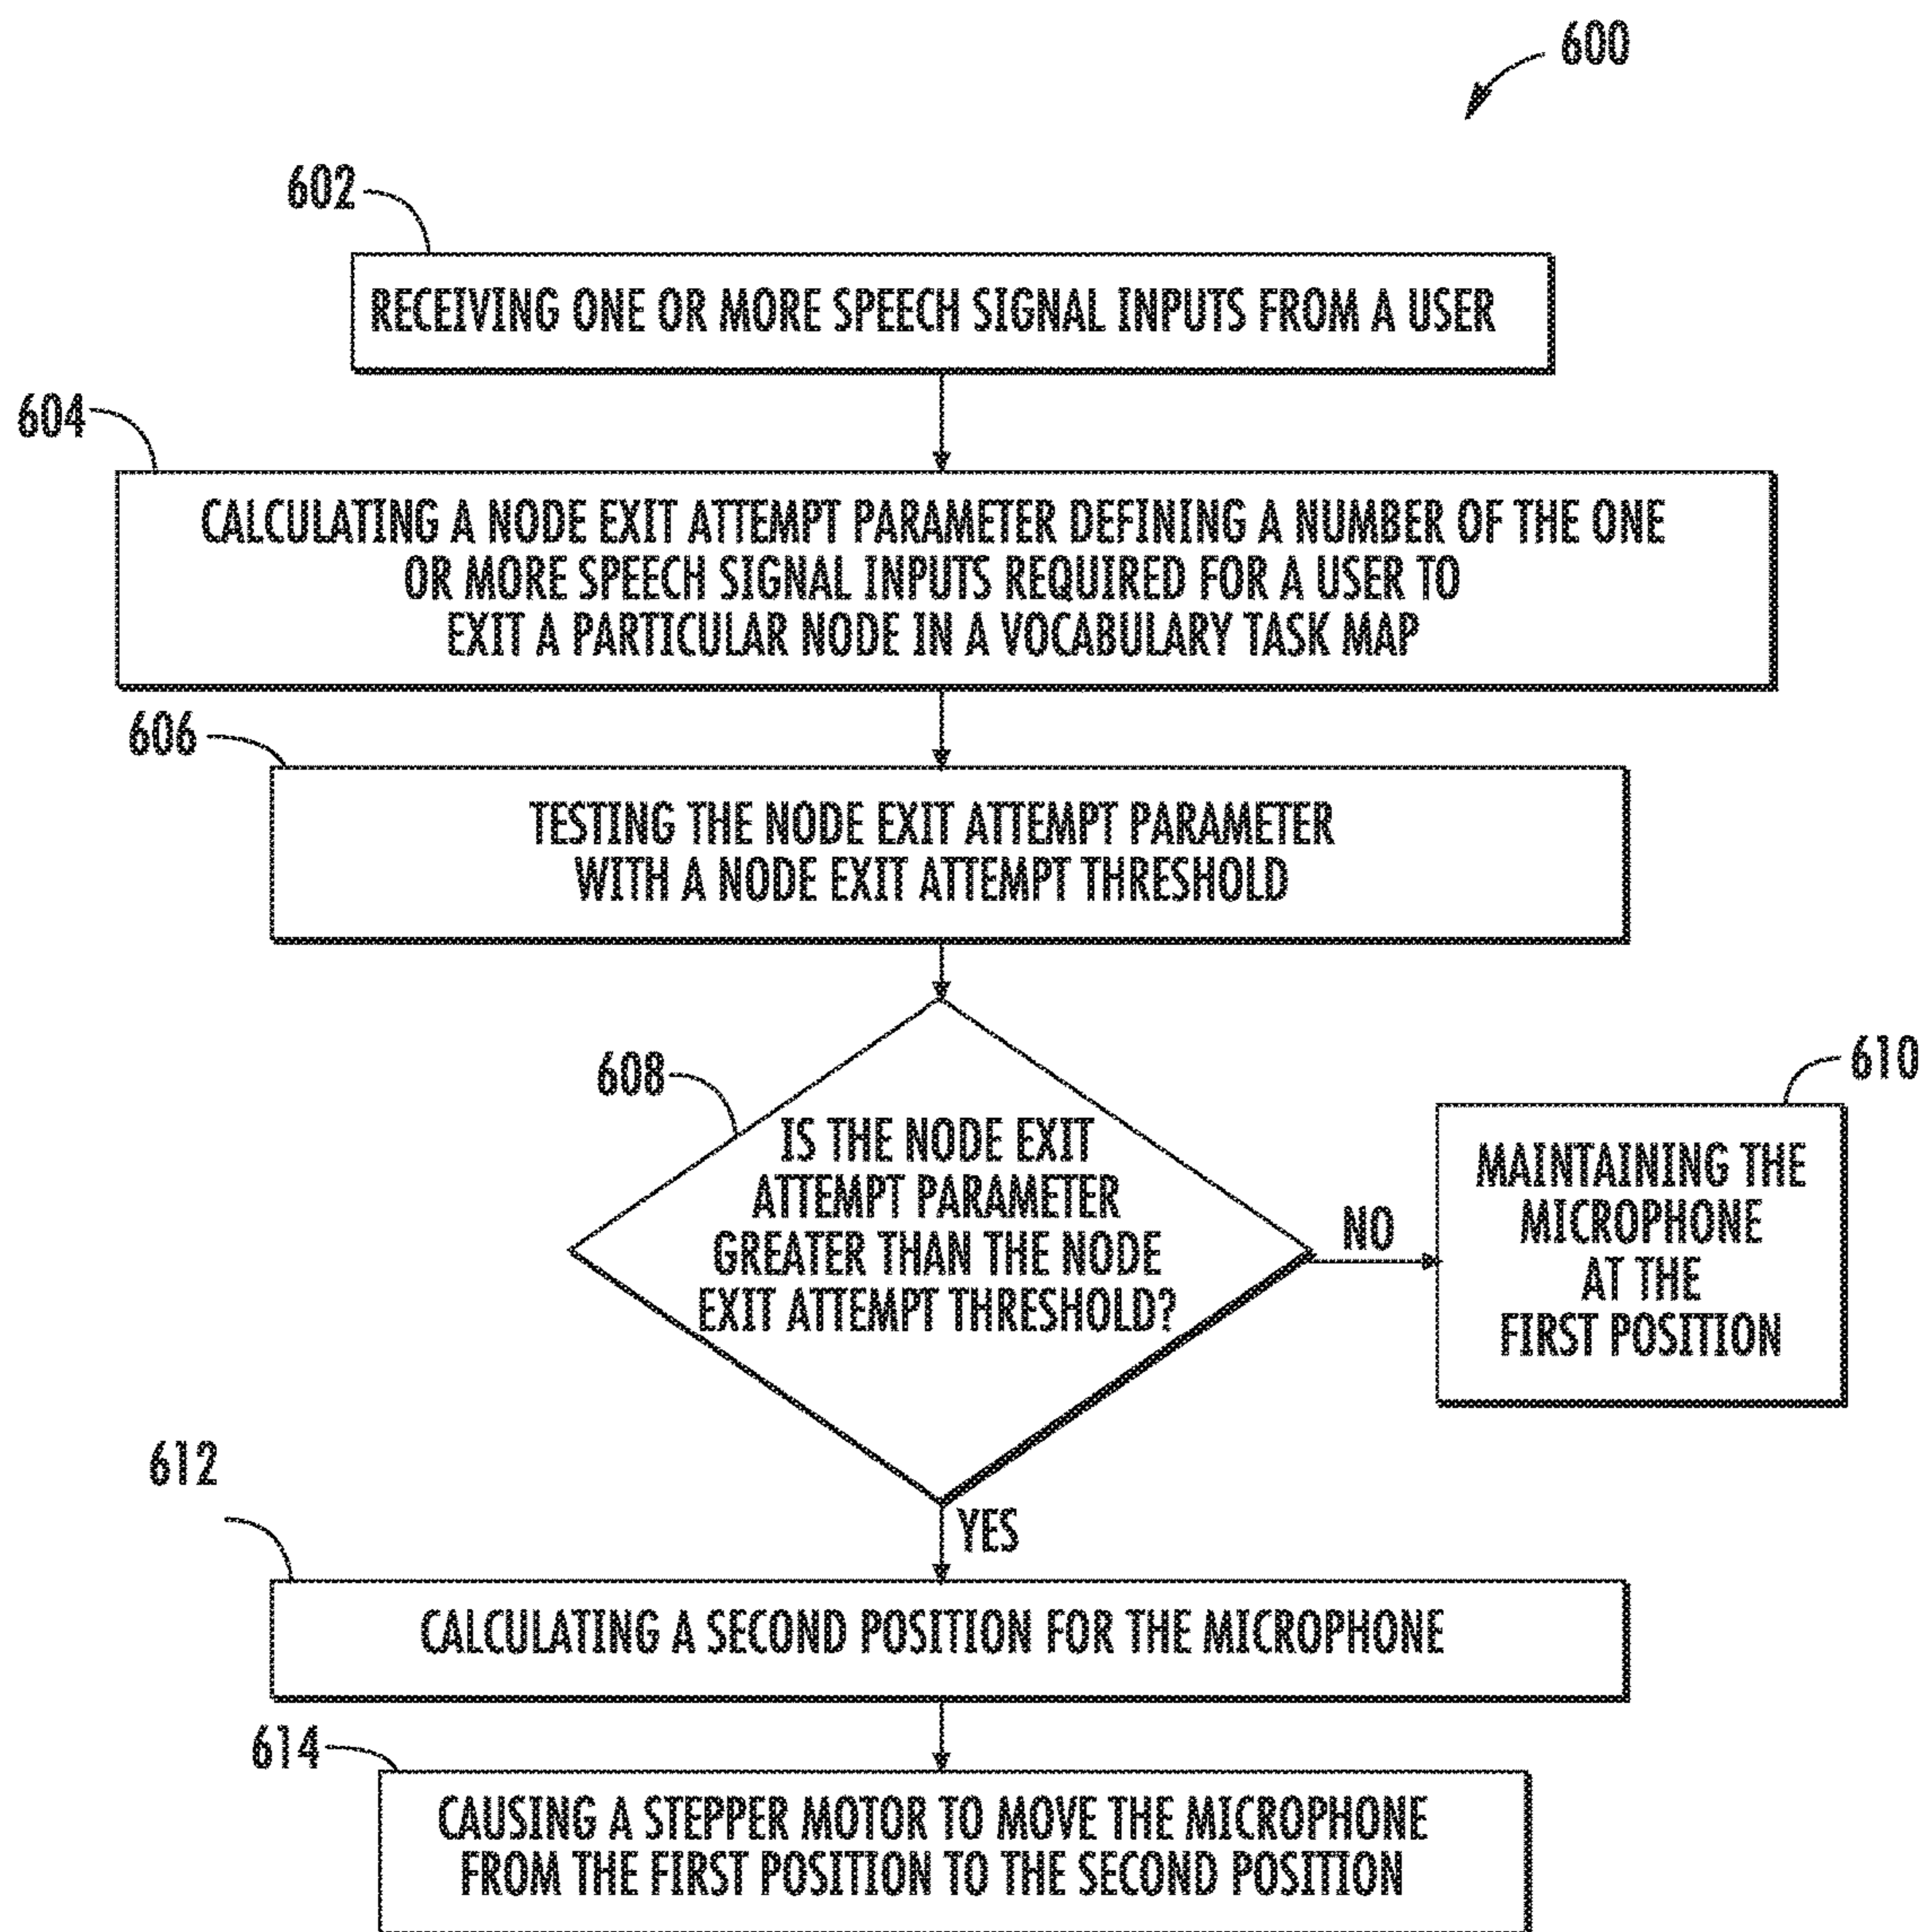 600
602
RECEIVING ONE OR MORE SPEECH SIGNAL INPUTS FROM A USER
604
CALCULATING A NODE EXIT ATTEMPT PARAMETER DEFINING A NUMBER OF THE ONE
OR MORE SPEECH SIGNAL INPUTS REQUIRED FOR A USER TO
EXIT A PARTICULAR NODE IN A VOCABULARY TASK MAP
606
TESTING THE NODE EXIT ATTEMPT PARAMETER
WITH A NODE EXIT ATTEMPT THRESHOLD
608
IS THE NODE EXIT
ATTEMPT PARAMETER
GREATER THAN THE NODE
EXIT ATTEMPT THRESHOLD?
NO
610
MAINTAINING THE
MICROPHONE
AT THE
FIRST POSITION
YES
612
CALCULATING A SECOND POSITION FOR THE MICROPHONE
614
CAUSING A STEPPER MOTOR TO MOVE THE MICROPHONE
FROM THE FIRST POSITION TO THE SECOND POSITION